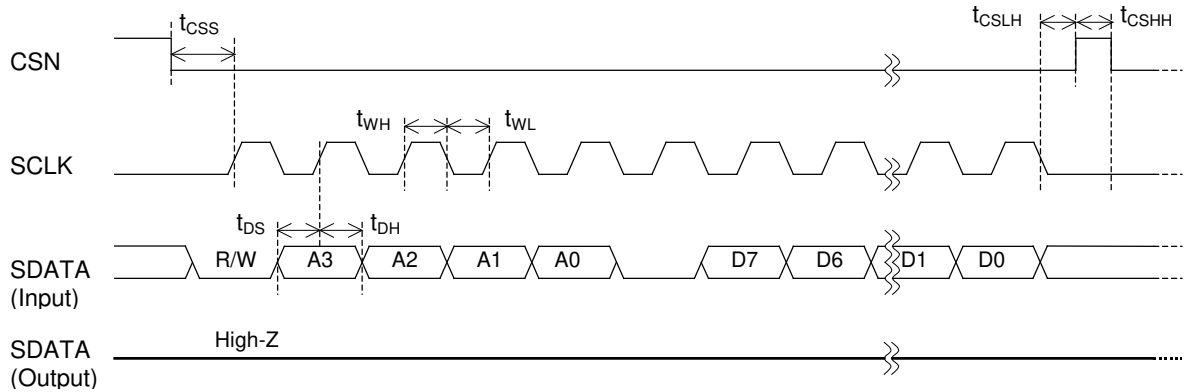 tCSS
tCSLH
tCSHH
CSN
tWH
tWL
SCLK
tDS
tDH
R/W A3 A2 A1 A0 D7 D6 D1 D0
SDATA
(Input)
High-Z
SDATA
(Output)